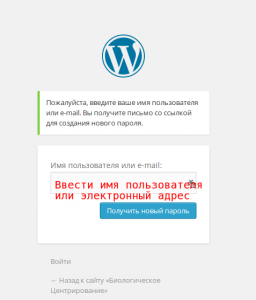 Пожалуйста, введите ваше имя пользователя
или e-mail. Вы получите письмо со ссылкой
для создания нового пароля.
Имя пользователя или e-mail:
Ввести имя пользователя
или электронный адрес
Получить новый пароль
Войти
← Назад к сайту «Биологическое
Центрирование»